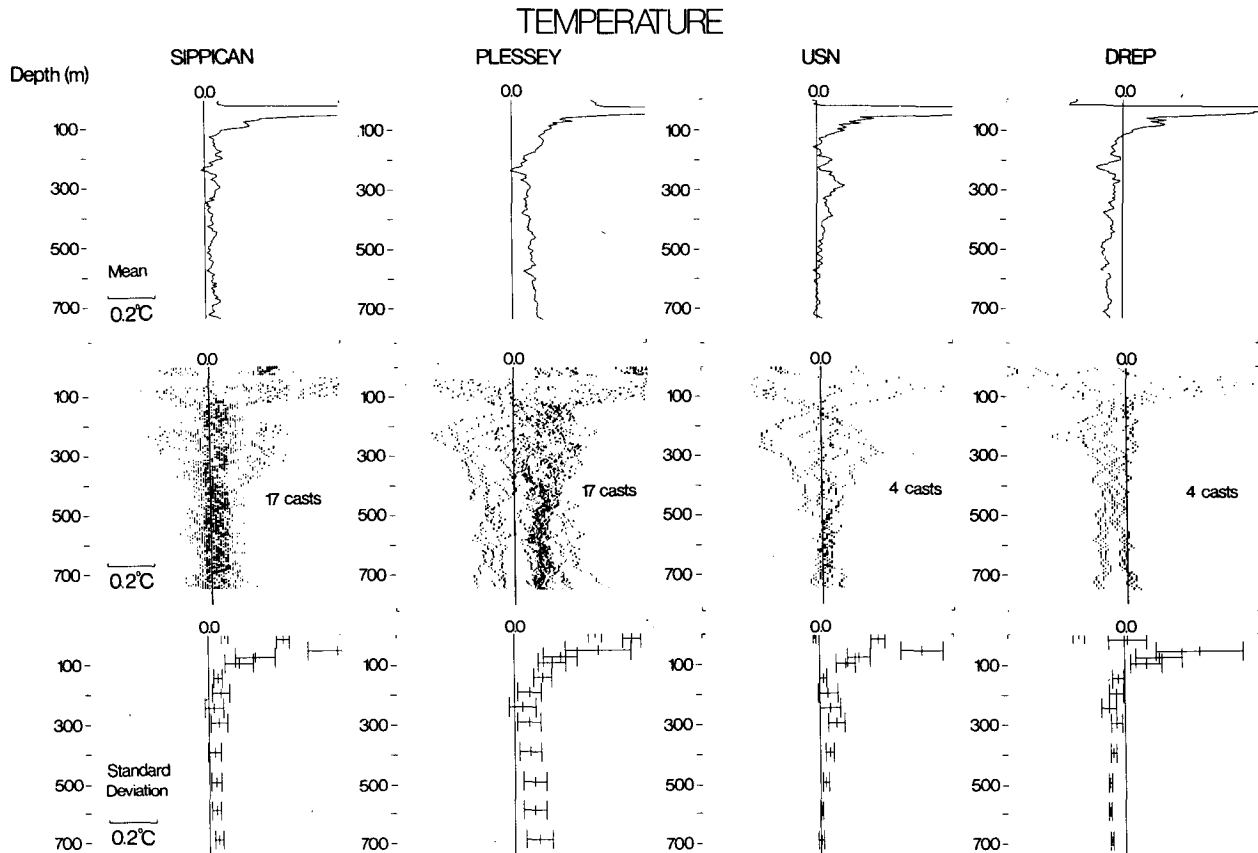 TEMPERATURE
SIPPICAN PLESSEY USN DREP
Depth (m)
0.0 0.0 0.0 0.0
100- 100- 100- 100-
300- 300- 300- 300-
500- 500- 500- 500-
Mean
700- 700- 700- 700-
0.2°C
0.0 0.0 0.0 0.0
100- 100- 100- 100-
300- 300- 300- 300-
17 casts 17 casts 4 casts 4 casts
500- 500- 500- 500-
0.2°C
700- 700- 700- 700-
0.0 0.0 0.0 0.0
100- 100- 100- 100-
300- 300- 300- 300-
Standard
500- 500- 500- 500-
Deviation
0.2°C
700- 700- 700- 700-